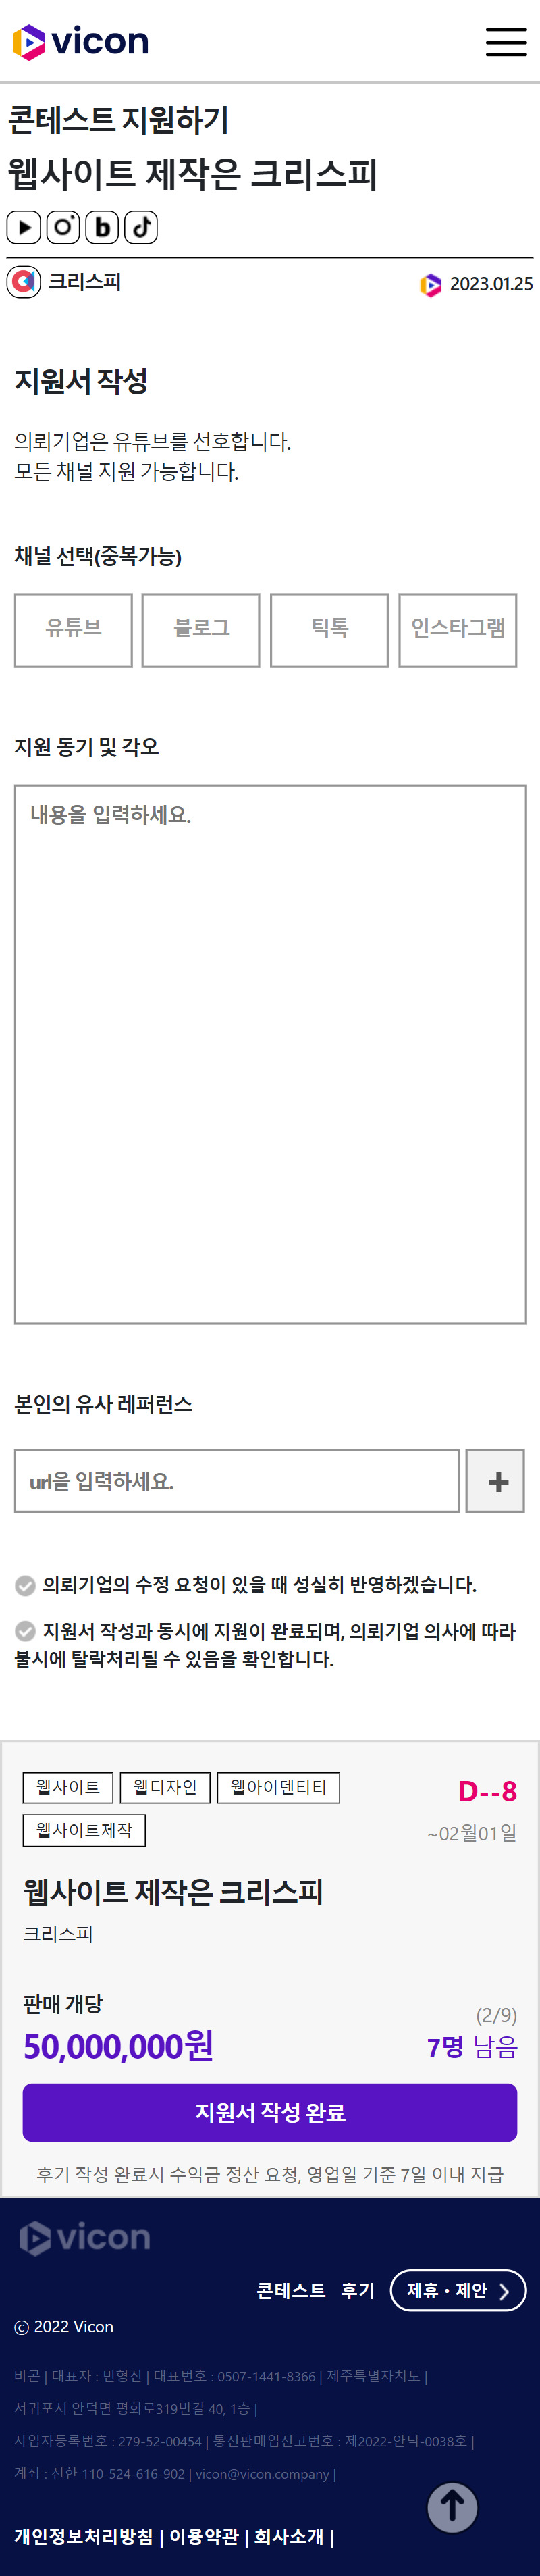 vicon
콘테스트 지원하기
웹사이트 제작은 크리스피
크리스피
2023.01.25
지원서 작성
의뢰기업은 유튜브를 선호합니다.
모든 채널 지원 가능합니다.
채널 선택(중복가능)
유튜브 블로그 틱톡 인스타그램
지원 동기 및 각오
내용을 입력하세요.
본인의 유사 레퍼런스
url을 입력하세요. +
의뢰기업의 수정 요청이 있을 때 성실히 반영하겠습니다.
지원서 작성과 동시에 지원이 완료되며, 의뢰기업 의사에 따라
불시에 탈락처리될 수 있음을 확인합니다.
웹사이트 웹디자인 웹아이덴티티 D--8
웹사이트제작 ~02월01일
웹사이트 제작은 크리스피
크리스피
판매 개당 (2/9)
50,000,000원 7명 남음
지원서 작성 완료
후기 작성 완료시 수익금 정산 요청, 영업일 기준 7일 이내 지급
vicon
콘테스트 후기 제휴 • 제안
ⓒ 2022 Vicon
비콘 | 대표자 : 민형진 | 대표번호 : 0507-1441-8366 | 제주특별자치도 |
서귀포시 안덕면 평화로319번길 40, 1층 |
사업자등록번호 : 279-52-00454 | 통신판매업신고번호 : 제2022-안덕-0038호 |
계좌 : 신한 110-524-616-902 | vicon@vicon.company |
개인정보처리방침 | 이용약관 | 회사소개 |